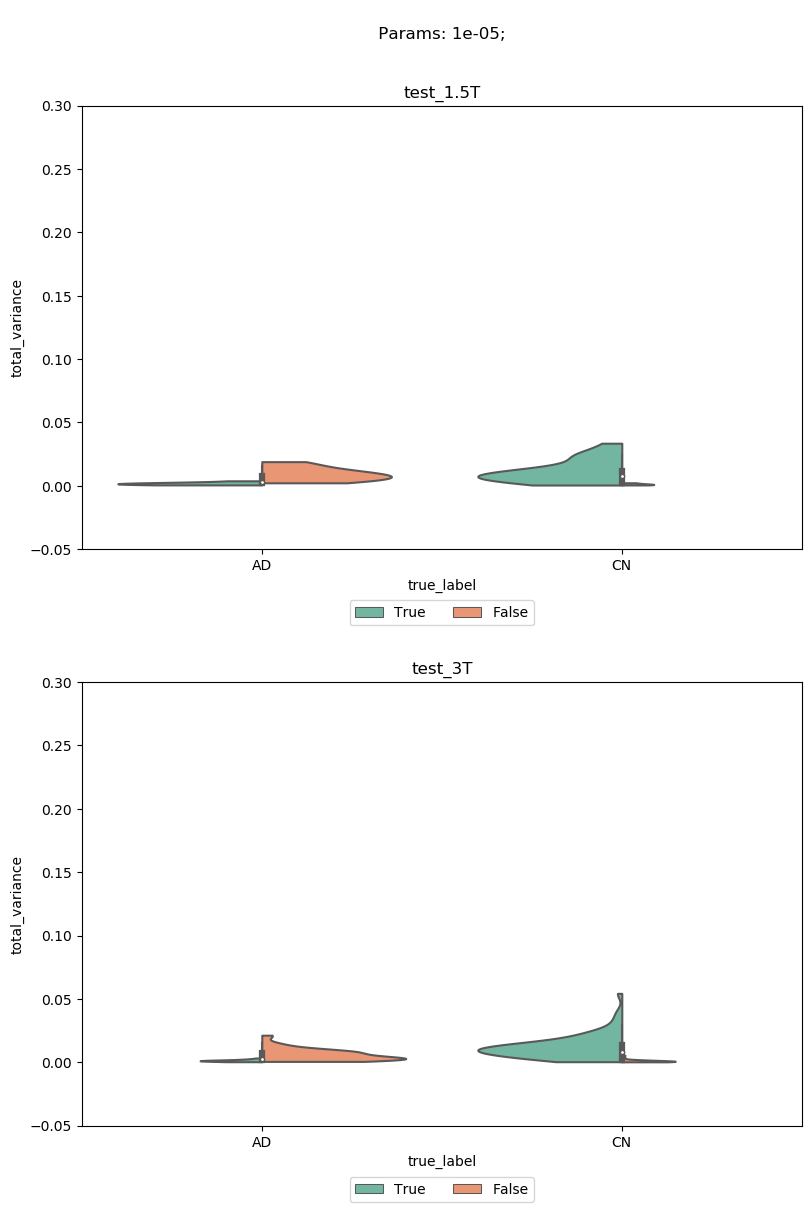 Params: 1e-05;
test_1.5T
0.30
0.25
0.20
0.15
0.10
0.05
0.00
−0.05
total_variance
AD CN
true_label
True False
test_3T
0.30
0.25
0.20
0.15
0.10
0.05
0.00
−0.05
total_variance
AD CN
true_label
True False